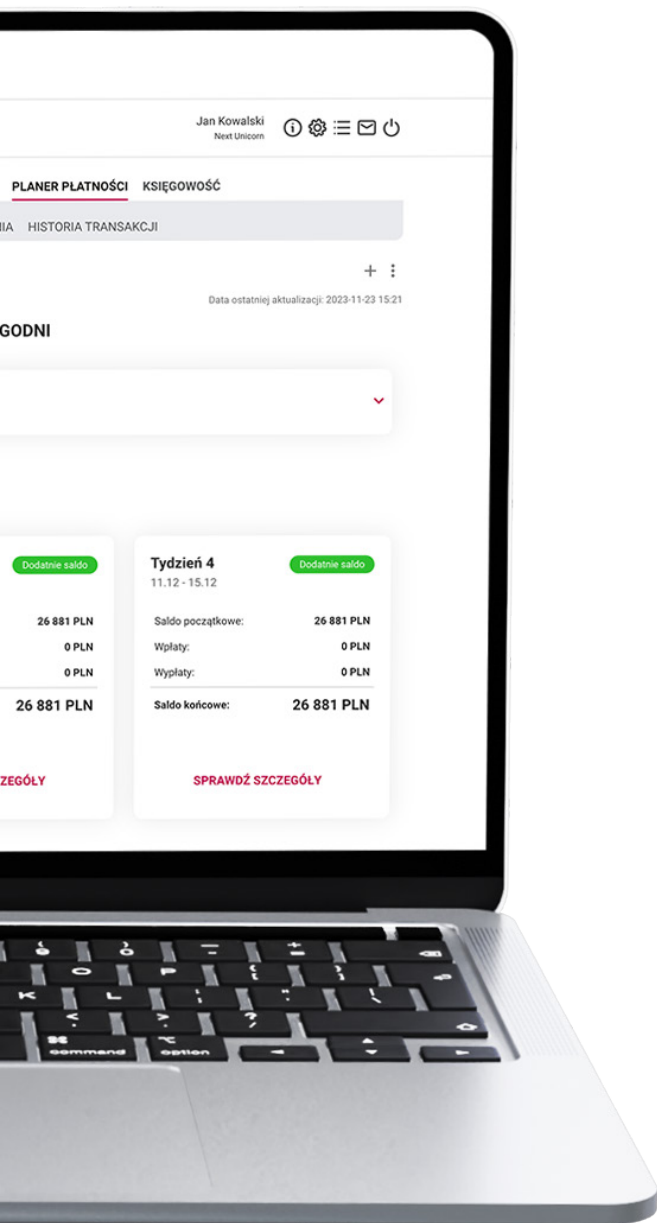 Jan Kowalski
Next Unicorn
PLANER PŁATNOŚCI KSIĘGOWOŚĆ
NIA HISTORIA TRANSAKCJI
Data ostatniej aktualizacji: 2023-11-23 15:21
GODNI
Dodatnie saldo
26 881 PLN
0 PLN
0 PLN
26 881 PLN
ZEGÓŁY
Tydzień 4 Dodatnie saldo
11.12 - 15.12
Saldo początkowe: 26 881 PLN
Wpłaty: 0 PLN
Wypłaty: 0 PLN
Saldo końcowe: 26 881 PLN
SPRAWDŹ SZCZEGÓŁY
O P
K L
command option